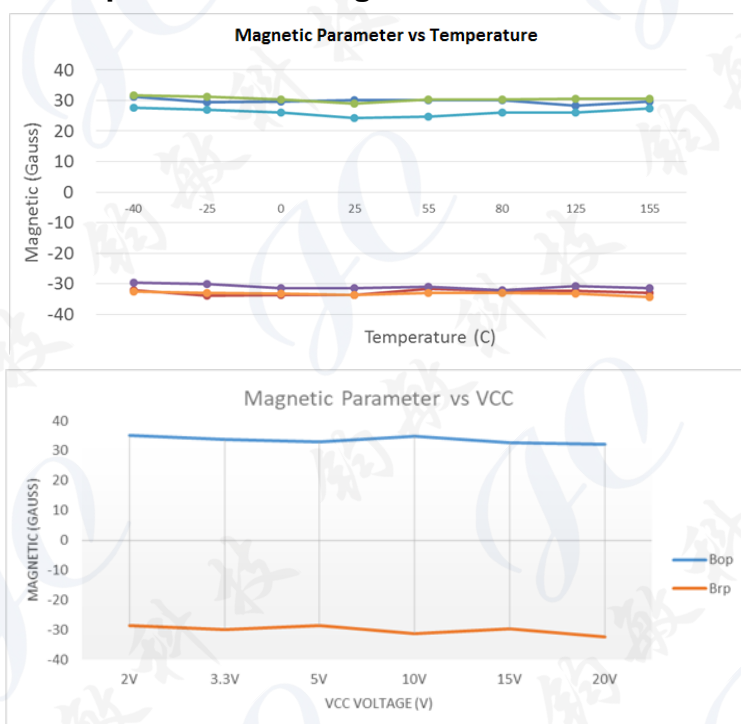 Magnetic Parameter vs Temperature
40
30
20
10
0
-10
-20
-30
-40
Magnetic (Gauss)
-40 -25 0 25 55 80 125 155
Temperature (C)
Magnetic Parameter vs VCC
40
30
20
10
0
-10
-20
-30
-40
MAGNETIC (GAUSS)
2V 3.3V 5V 10V 15V 20V
VCC VOLTAGE (V)
Bop
Brp